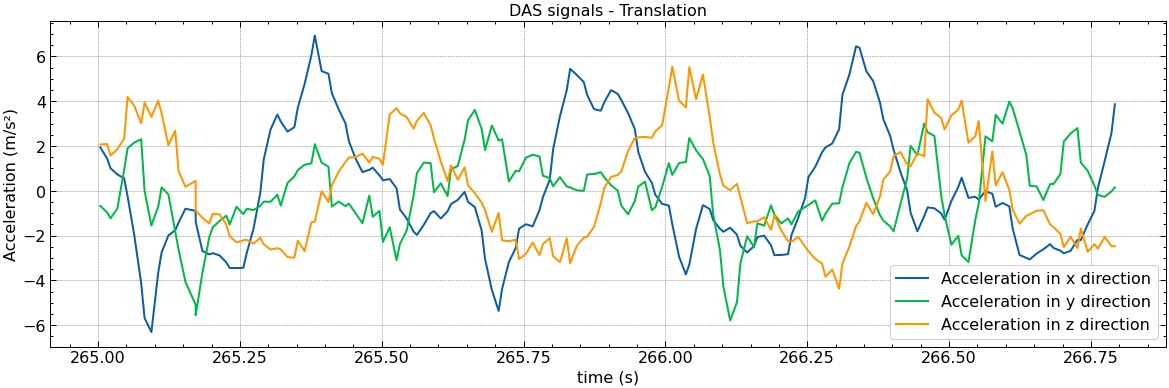 DAS signals - Translation
Acceleration (m/s²)
6
4
2
0
−2
−4
−6
Acceleration in x direction
Acceleration in y direction
Acceleration in z direction
265.00 265.25 265.50 265.75 266.00 266.25 266.50 266.75
time (s)